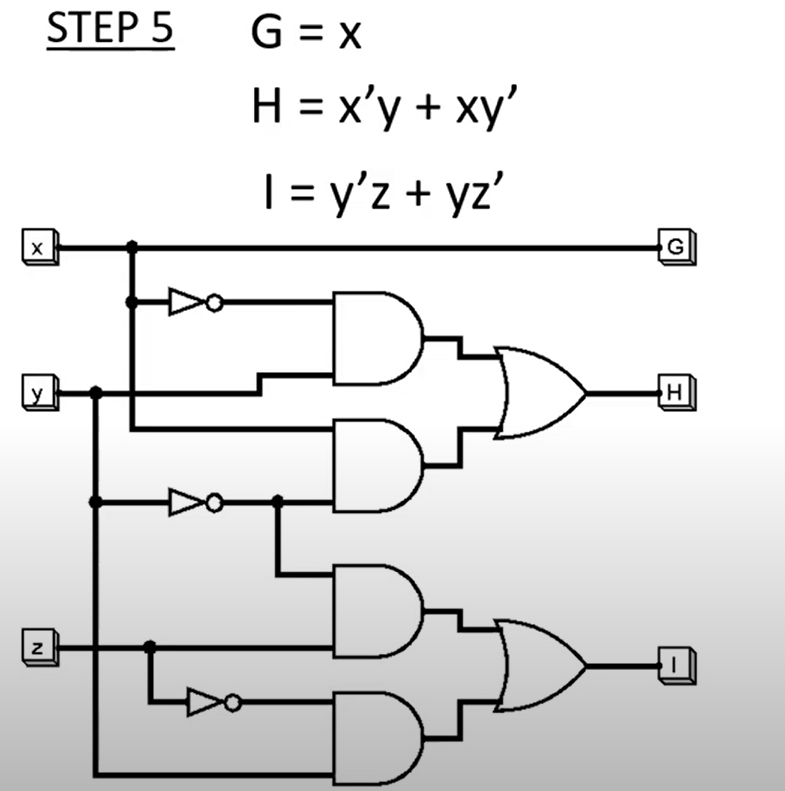 STEP 5 G = x
H = x’y + xy’
I = y’z + yz’
x G
y H
z I